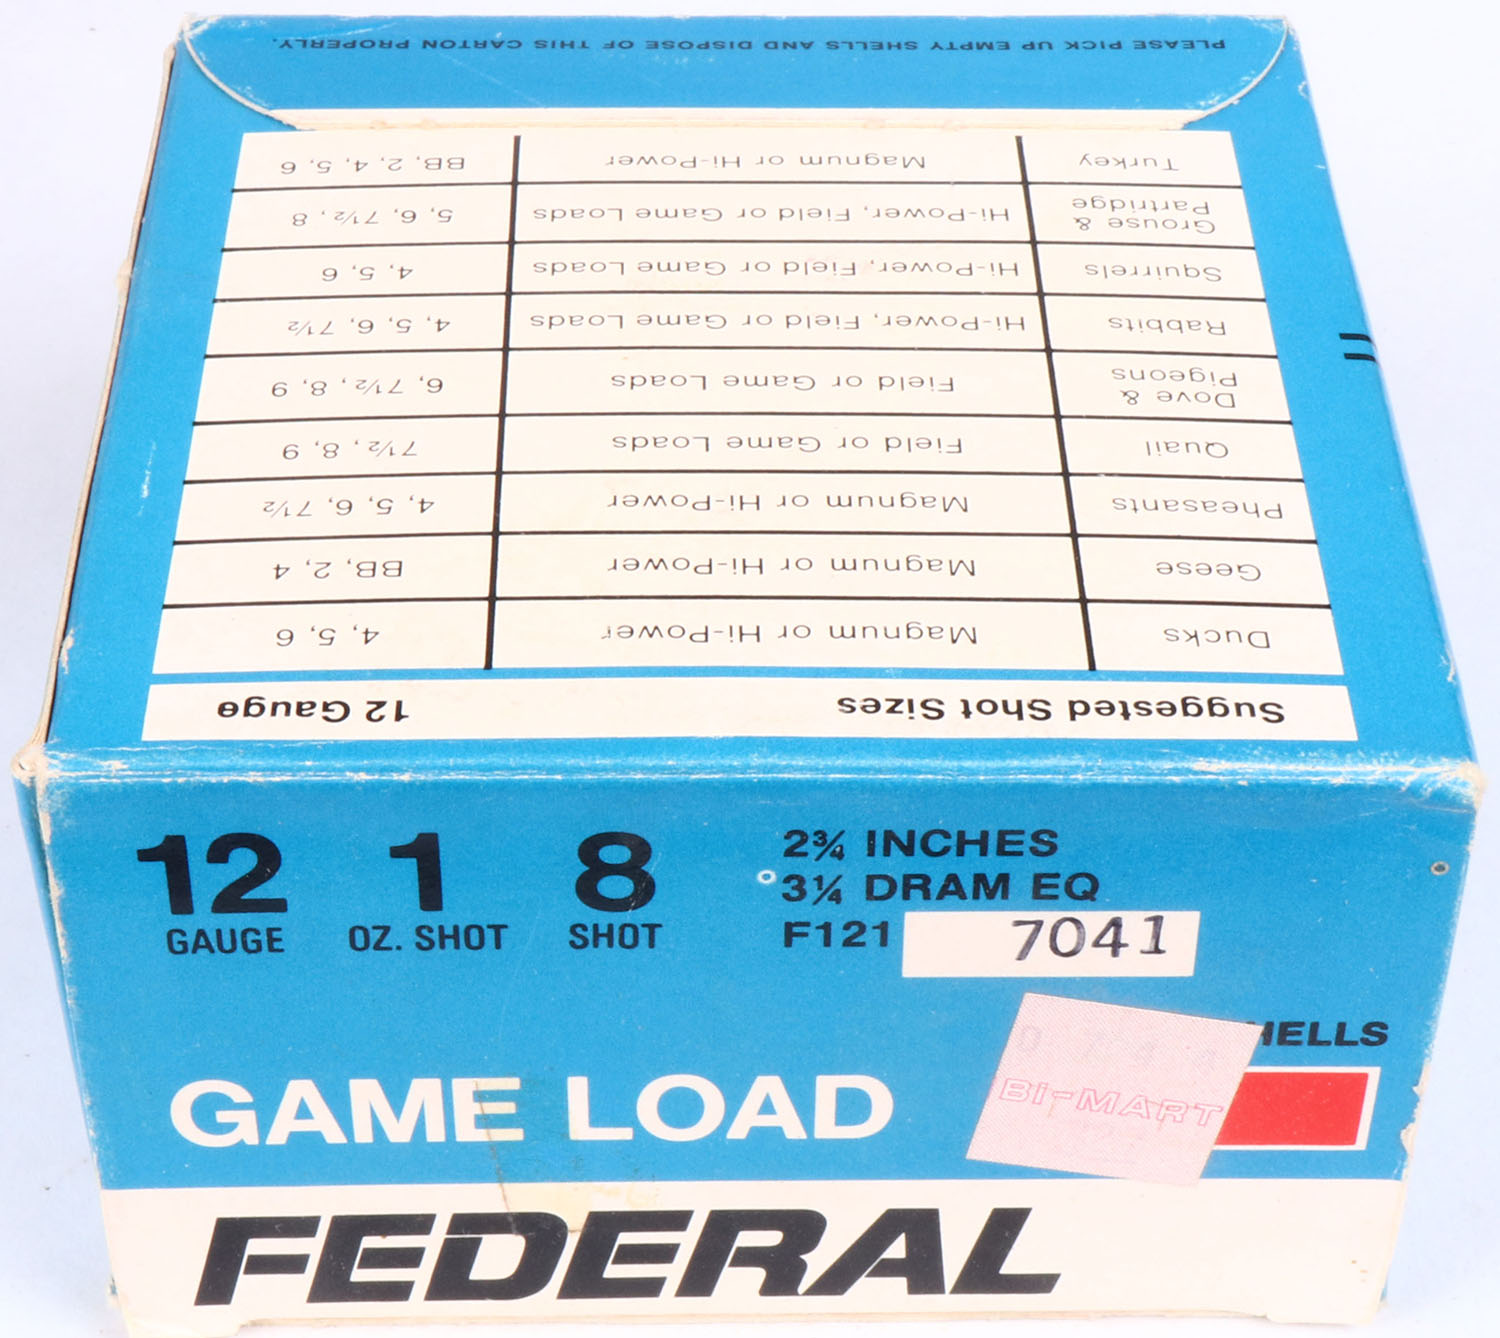 PLEASE PICK UP EMPTY SHELLS AND DISPOSE OF THIS CARTON PROPERLY.
Suggested Shot Sizes 12 Gauge
Ducks Magnum or Hi-Power 4, 5, 6
Geese Magnum or Hi-Power BB, 2, 4
Pheasants Magnum or Hi-Power 4, 5, 6, 7½
Quail Field or Game Loads 7½, 8, 9
Dove & Pigeons Field or Game Loads 6, 7½, 8, 9
Rabbits Hi-Power, Field or Game Loads 4, 5, 6, 7½
Squirrels Hi-Power, Field or Game Loads 4, 5, 6
Grouse & Partridge Hi-Power, Field or Game Loads 5, 6, 7½, 8
Turkey Magnum or Hi-Power BB, 2, 4, 5, 6
12 1 8
GAUGE OZ. SHOT SHOT
2¾ INCHES
3¼ DRAM EQ
F121 7041
HELLS
Bi-MART
GAME LOAD
FEDERAL